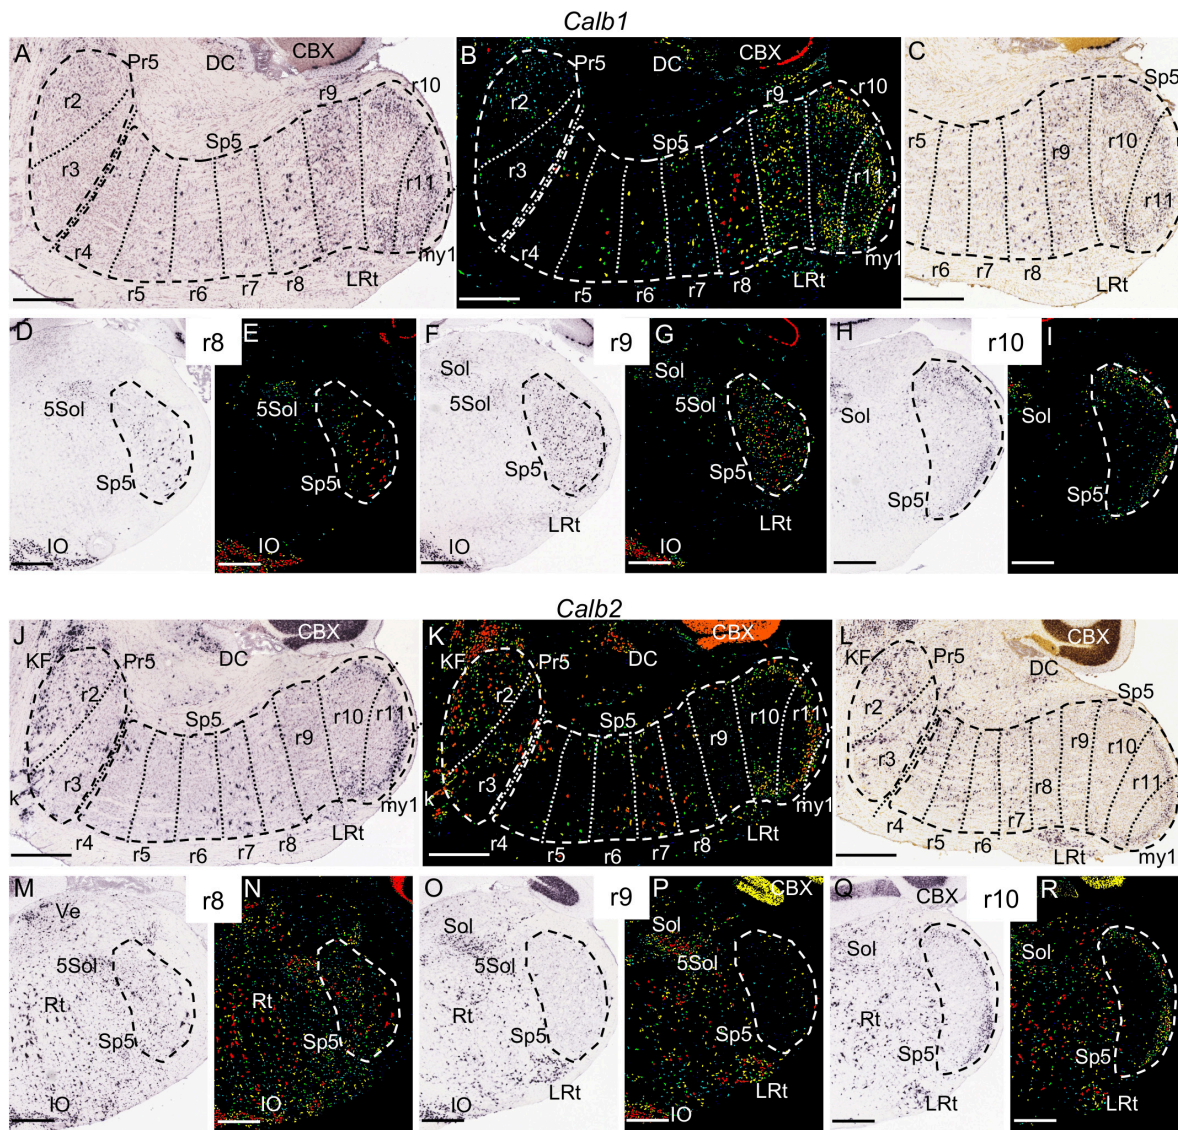 Calb1
A
Pr5
DC
CBX
r9
r10
r2
r3
Sp5
r11
r4
r5
r6
r7
r8
LRt
my1
B
Pr5
DC
CBX
r9
r10
r2
r3
Sp5
r11
r4
r5
r6
r7
r8
LRt
my1
C
Sp5
r5
r9
r10
r11
r6
r7
r8
LRt
D
r8
5Sol
Sp5
IO
E
5Sol
Sp5
IO
F
r9
Sol
5Sol
Sp5
LRt
IO
G
Sol
5Sol
Sp5
LRt
IO
H
r10
Sol
Sp5
I
Sol
Sp5
Calb2
J
CBX
KF
Pr5
DC
r2
Sp5
r9
r10
r11
r3
k
r4
r5
r6
r7
r8
LRt
my1
K
CBX
KF
Pr5
DC
r2
Sp5
r9
r10
r11
r3
k
r4
r5
r6
r7
r8
LRt
my1
L
CBX
KF
Pr5
DC
Sp5
r2
r9
r10
r3
r11
r8
r4
r5
r6
r7
LRt
my1
M
r8
Ve
5Sol
Rt
Sp5
IO
N
Rt
Sp5
IO
O
r9
Sol
5Sol
Rt
Sp5
LRt
IO
P
CBX
Sol
5Sol
Sp5
LRt
IO
Q
CBX
r10
Sol
Rt
Sp5
LRt
R
Sol
Sp5
LRt